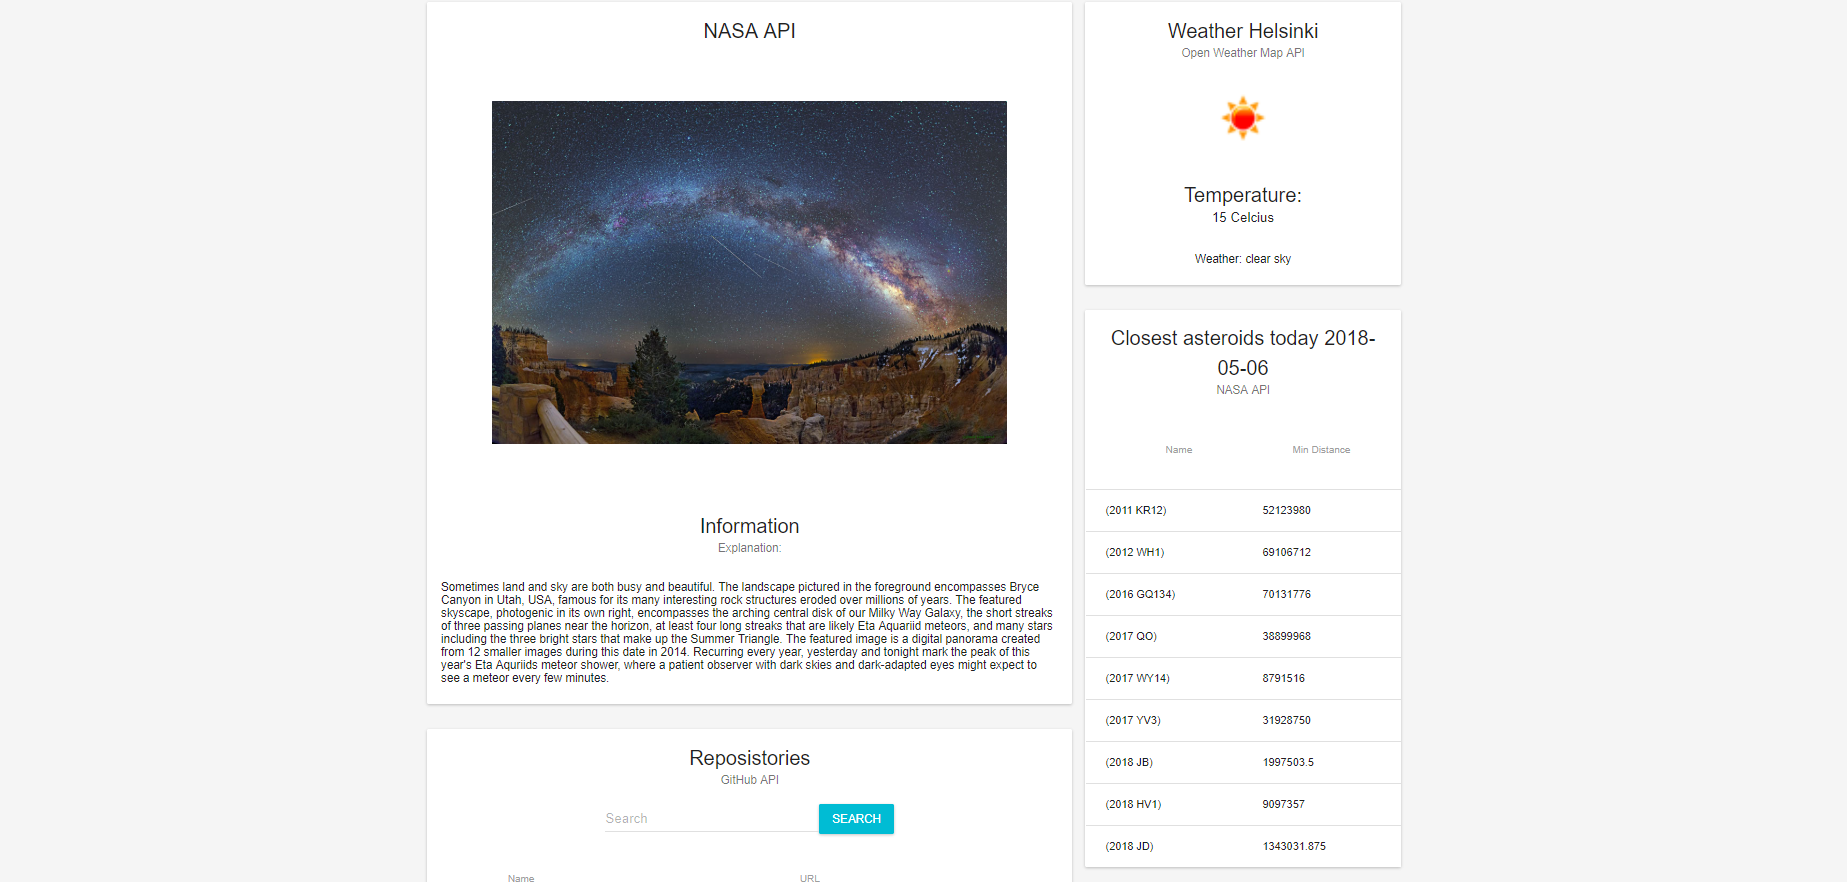 NASA API
Information
Explanation:
Sometimes land and sky are both busy and beautiful. The landscape pictured in the foreground encompasses Bryce
Canyon in Utah, USA, famous for its many interesting rock structures eroded over millions of years. The featured
skyscape, photogenic in its own right, encompasses the arching central disk of our Milky Way Galaxy, the short streaks
of three passing planes near the horizon, at least four long streaks that are likely Eta Aquariid meteors, and many stars
including the three bright stars that make up the Summer Triangle. The featured image is a digital panorama created
from 12 smaller images during this date in 2014. Recurring every year, yesterday and tonight mark the peak of this
year's Eta Aquriids meteor shower, where a patient observer with dark skies and dark-adapted eyes might expect to
see a meteor every few minutes.
Reposistories
GitHub API
Search SEARCH
Name URL
Weather Helsinki
Open Weather Map API
Temperature:
15 Celcius
Weather: clear sky
Closest asteroids today 2018-
05-06
NASA API
Name Min Distance
(2011 KR12) 52123980
(2012 WH1) 69106712
(2016 GQ134) 70131776
(2017 QO) 38899968
(2017 WY14) 8791516
(2017 YV3) 31928750
(2018 JB) 1997503.5
(2018 HV1) 9097357
(2018 JD) 1343031.875